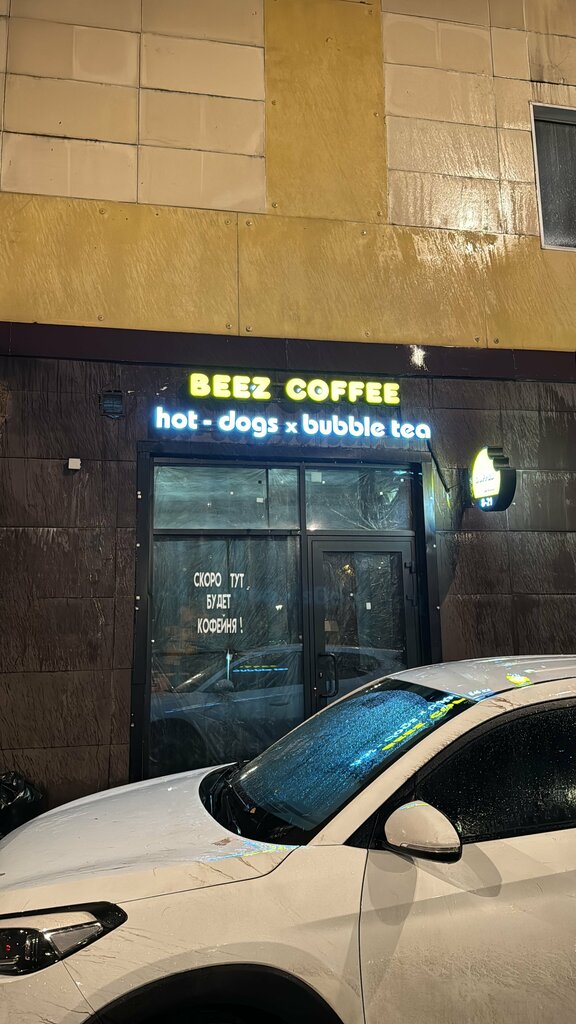 BEEZ COFFEE
hot - dogs x bubble tea
СКОРО ТУТ
БУДЕТ
КОФЕЙНЯ !